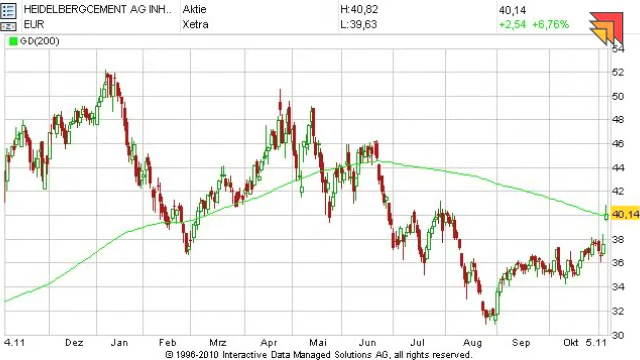 HEIDELBERGCEMENT AG INH.. Aktie H:40,82 40,14
EUR Xetra L:39,63 +2,54 +6,76%
GD(200)
54
52
50
48
46
44
42
40,14
38
36
34
32
30
4.11 Dez Jan Feb Mrz Apr Mai Jun Jul Aug Sep Okt 5.11
© 1996-2010 Interactive Data Managed Solutions AG, all rights reserved.